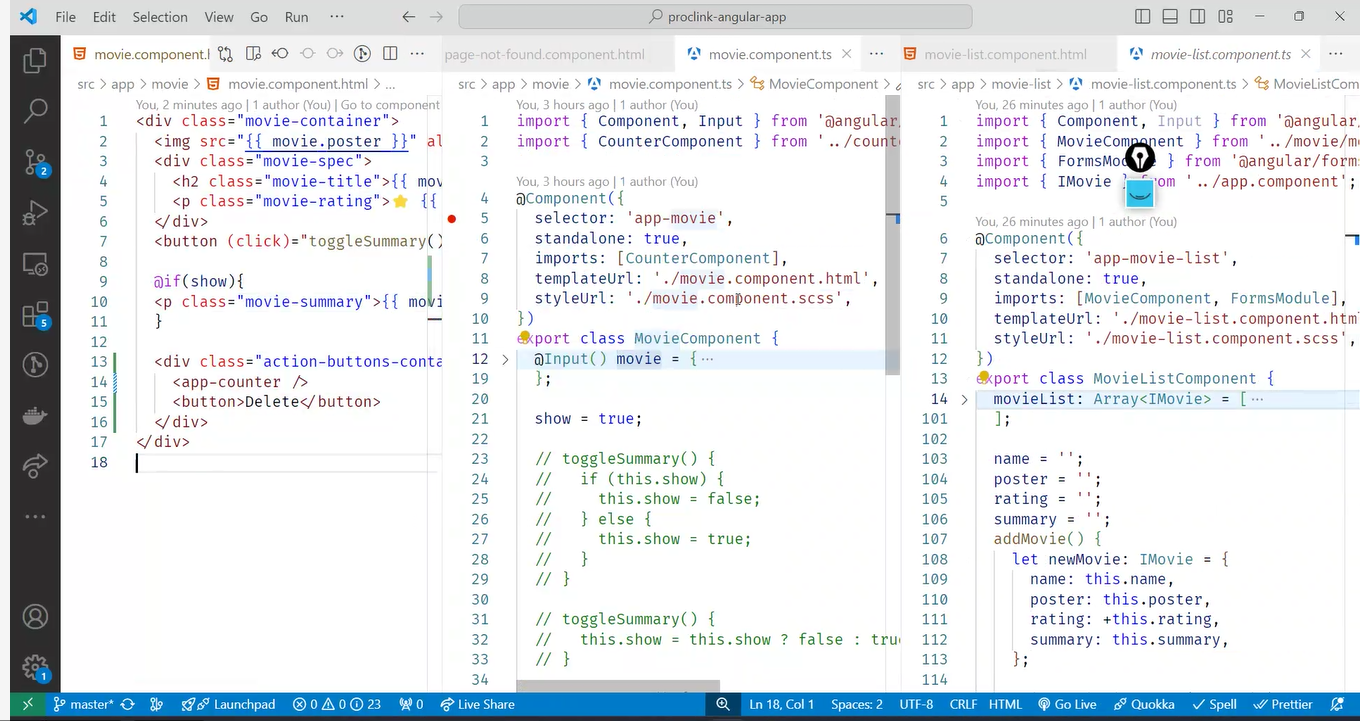 File Edit Selection View Go Run ··· proclink-angular-app
movie.component.h
src > app > movie > movie.component.html > ...
You, 2 minutes ago | 1 author (You) | Go to component
1 <div class="movie-container">
2 <img src="{{ movie.poster }}" al
3 <div class="movie-spec">
4 <h2 class="movie-title">{{ mov
5 <p class="movie-rating">⭐ {{
6 </div>
7 <button (click)="toggleSummary()
8
9 @if(show){
10 <p class="movie-summary">{{ movi
11 }
12
13 <div class="action-buttons-conta
14 <app-counter />
15 <button>Delete</button>
16 </div>
17 </div>
18
page-not-found.component.html movie.component.ts
src > app > movie > movie.component.ts > MovieComponent >
You, 3 hours ago | 1 author (You)
1 import { Component, Input } from '@angular,
2 import { CounterComponent } from '../count
3
You, 3 hours ago | 1 author (You)
4 @Component({
5 selector: 'app-movie',
6 standalone: true,
7 imports: [CounterComponent],
8 templateUrl: './movie.component.html',
9 styleUrl: './movie.component.scss',
10 })
11 export class MovieComponent {
12 @Input() movie = { ···
19 };
20
21 show = true;
22
23 // toggleSummary() {
24 // if (this.show) {
25 // this.show = false;
26 // } else {
27 // this.show = true;
28 // }
29 // }
30
31 // toggleSummary() {
32 // this.show = this.show ? false : tru
33 // }
34
movie-list.component.html movie-list.component.ts
src > app > movie-list > movie-list.component.ts > MovieListCom
You, 26 minutes ago | 1 author (You)
1 import { Component, Input } from '@angular,
2 import { MovieComponent } from '../movie/m
3 import { FormsModule } from '@angular/form
4 import { IMovie } from '../app.component';
5
You, 26 minutes ago | 1 author (You)
6 @Component({
7 selector: 'app-movie-list',
8 standalone: true,
9 imports: [MovieComponent, FormsModule],
10 templateUrl: './movie-list.component.html
11 styleUrl: './movie-list.component.scss',
12 })
13 export class MovieListComponent {
14 movieList: Array<IMovie> = [ ···
101 ];
102
103 name = '';
104 poster = '';
105 rating = '';
106 summary = '';
107 addMovie() {
108 let newMovie: IMovie = {
109 name: this.name,
110 poster: this.poster,
111 rating: +this.rating,
112 summary: this.summary,
113 };
114
2
5
1
master* Launchpad 0 0 23 0 Live Share Ln 18, Col 1 Spaces: 2 UTF-8 CRLF HTML Go Live Quokka Spell Prettier